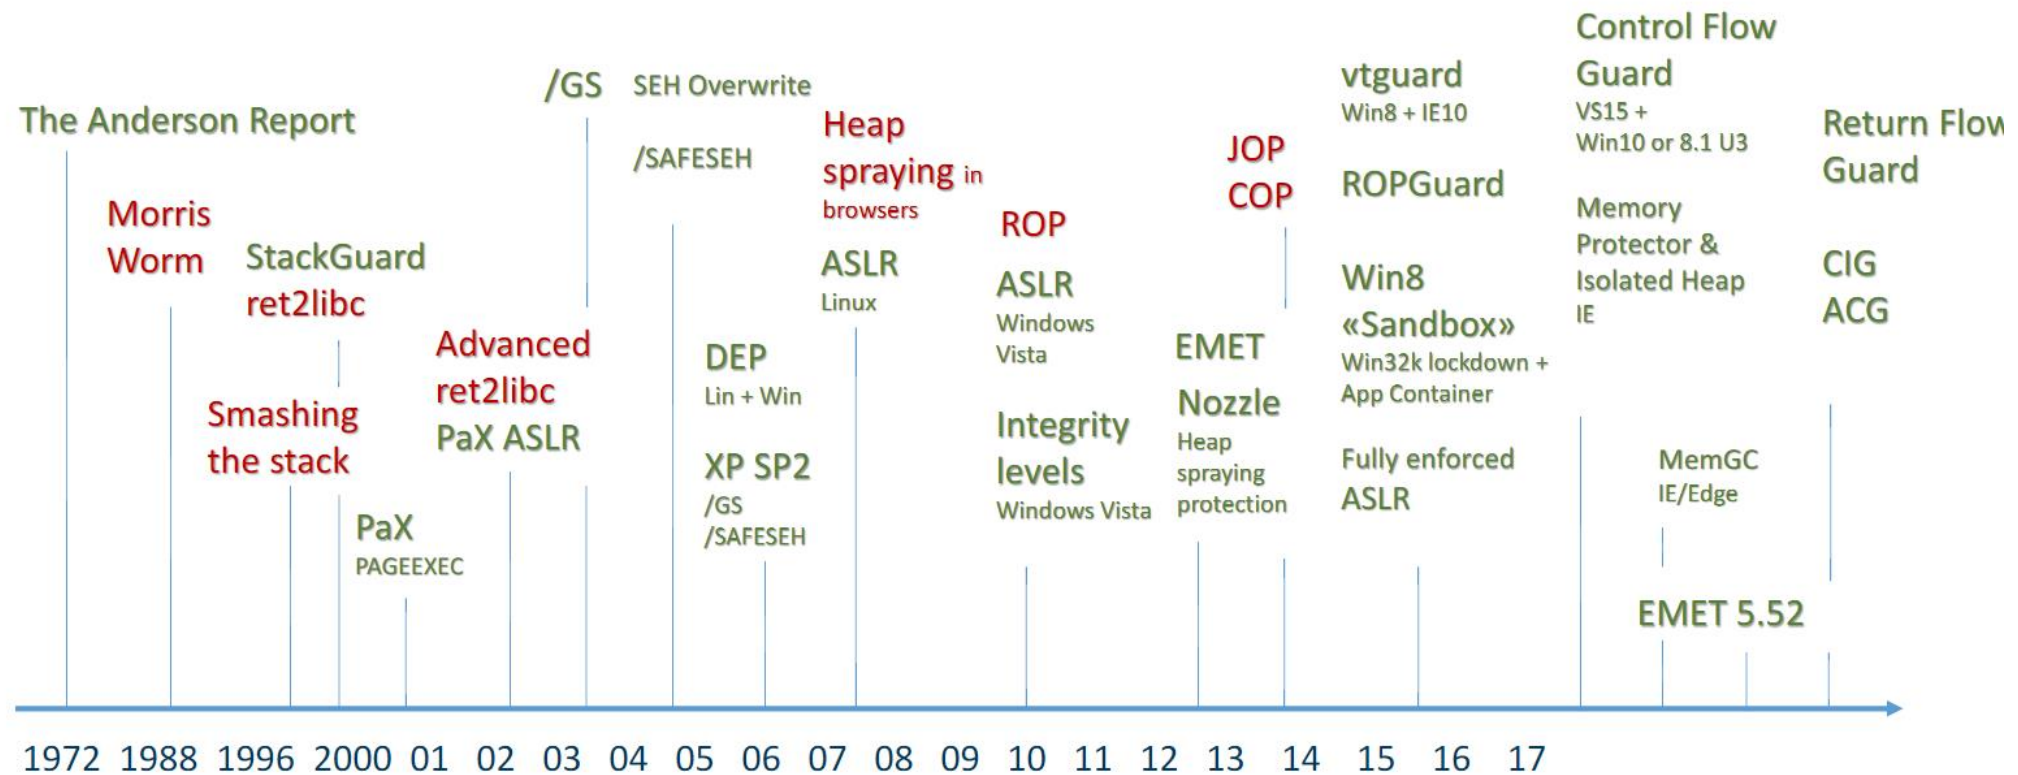 The Anderson Report
Morris
Worm
StackGuard
ret2libc
Smashing
the stack
PaX
PAGEEXEC
Advanced
ret2libc
PaX ASLR
/GS
SEH Overwrite
/SAFESEH
DEP
Lin + Win
XP SP2
/GS
/SAFESEH
Heap
spraying in
browsers
ASLR
Linux
ROP
ASLR
Windows
Vista
Integrity
levels
Windows Vista
EMET
Nozzle
Heap
spraying
protection
JOP
COP
vtguard
Win8 + IE10
ROPGuard
Win8
«Sandbox»
Win32k lockdown +
App Container
Fully enforced
ASLR
Control Flow
Guard
VS15 +
Win10 or 8.1 U3
Memory
Protector &
Isolated Heap
IE
MemGC
IE/Edge
EMET 5.52
Return Flow
Guard
CIG
ACG
1972 1988 1996 2000 01 02 03 04 05 06 07 08 09 10 11 12 13 14 15 16 17